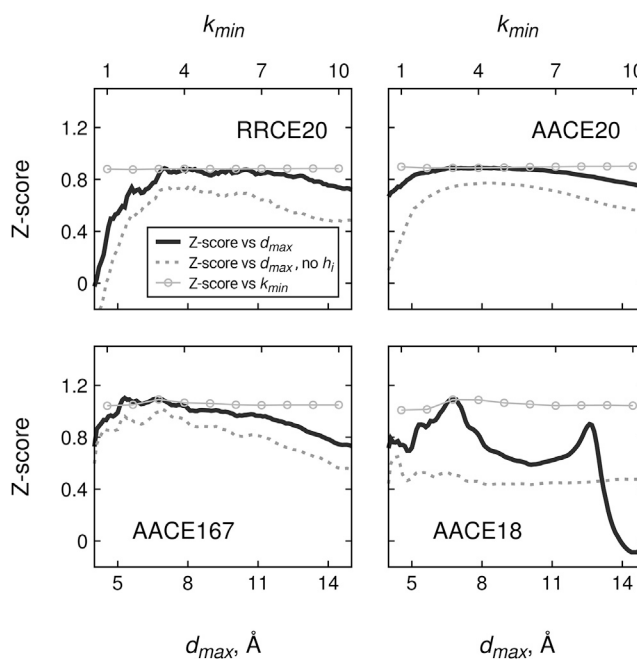 k_min k_min
1 4 7 10 1 4 7 10
Z-score
1.2
0.8
0.4
0
RRCE20
AACE20
Z-score vs d_max
Z-score vs d_max, no h_i
Z-score vs k_min
Z-score
1.2
0.8
0.4
0
AACE167
AACE18
5 8 11 14 5 8 11 14
d_max, Å d_max, Å